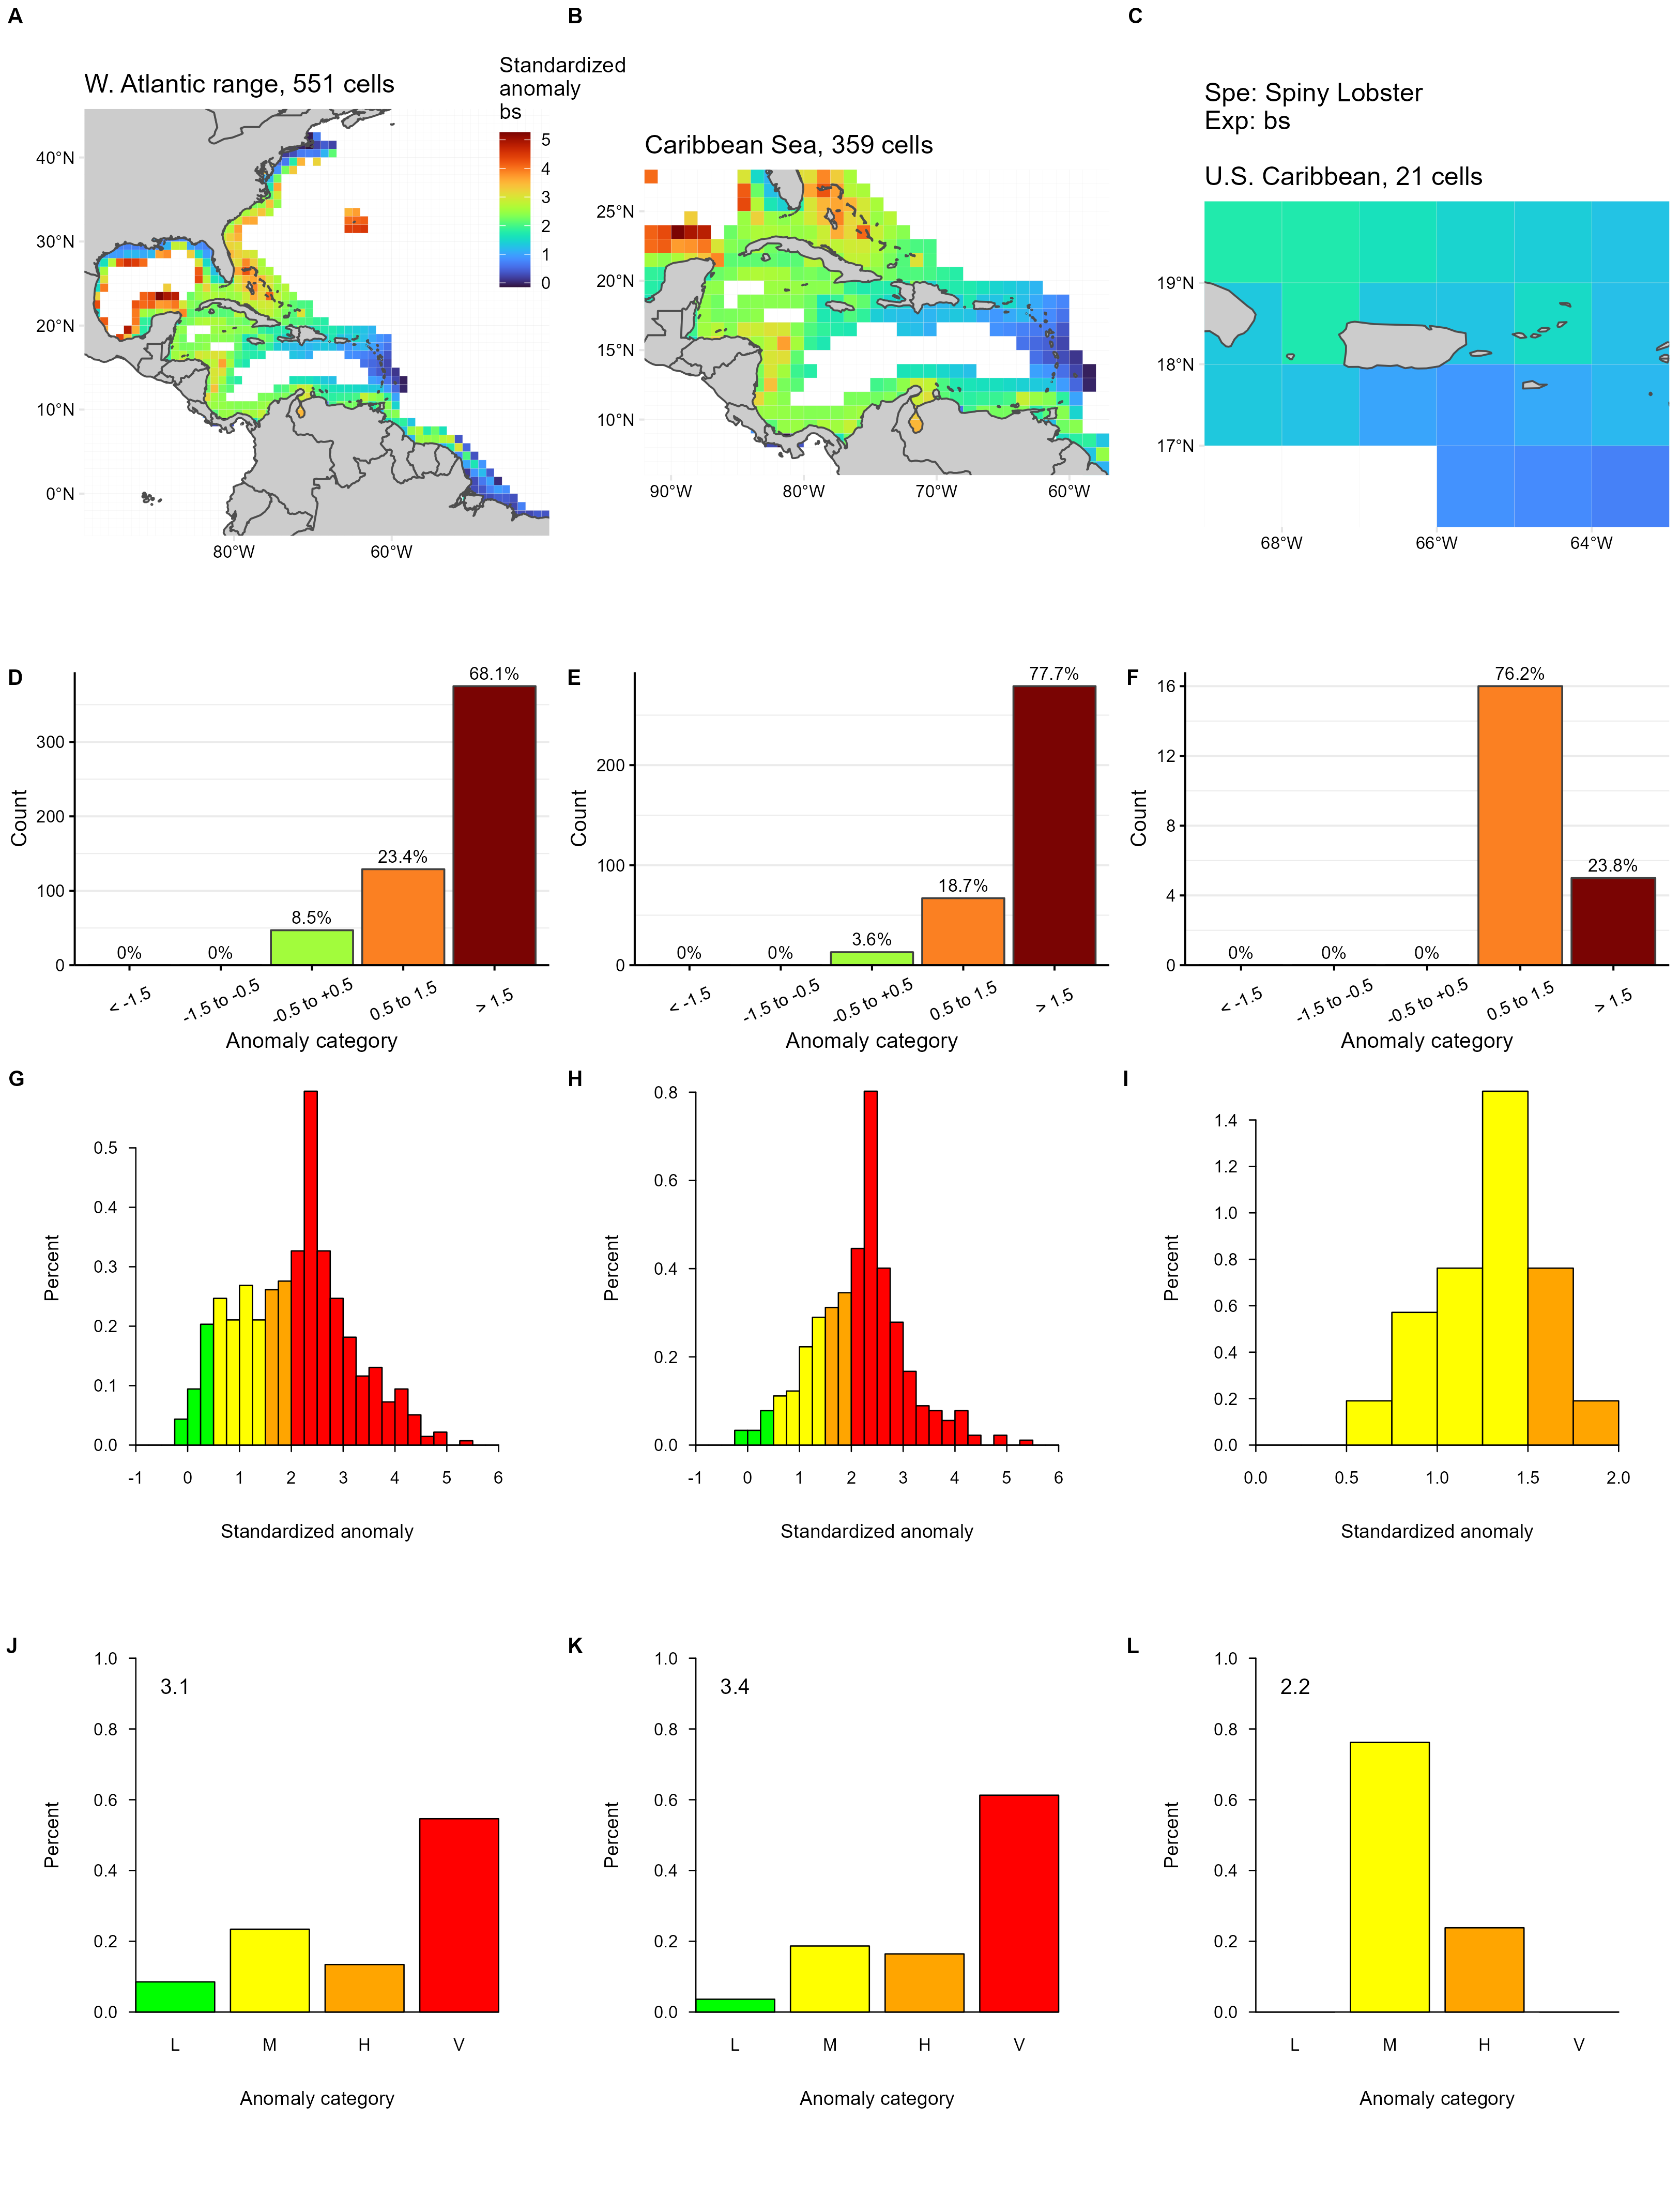 A
B
C
W. Atlantic range, 551 cells
Standardized
anomaly
bs
5
4
3
2
1
0
40°N
30°N
20°N
10°N
0°N
80°W
60°W
Caribbean Sea, 359 cells
25°N
20°N
15°N
10°N
90°W
80°W
70°W
60°W
Spe: Spiny Lobster
Exp: bs
U.S. Caribbean, 21 cells
19°N
18°N
17°N
68°W
66°W
64°W
D
Count
300
200
100
0
0%
0%
8.5%
23.4%
68.1%
< -1.5
-1.5 to -0.5
-0.5 to +0.5
0.5 to 1.5
> 1.5
Anomaly category
E
Count
200
100
0
0%
0%
3.6%
18.7%
77.7%
< -1.5
-1.5 to -0.5
-0.5 to +0.5
0.5 to 1.5
> 1.5
Anomaly category
F
Count
16
12
8
4
0
0%
0%
0%
76.2%
23.8%
< -1.5
-1.5 to -0.5
-0.5 to +0.5
0.5 to 1.5
> 1.5
Anomaly category
G
Percent
0.5
0.4
0.3
0.2
0.1
0.0
-1
0
1
2
3
4
5
6
Standardized anomaly
H
Percent
0.8
0.6
0.4
0.2
0.0
-1
0
1
2
3
4
5
6
Standardized anomaly
I
Percent
1.4
1.2
1.0
0.8
0.6
0.4
0.2
0.0
0.0
0.5
1.0
1.5
2.0
Standardized anomaly
J
Percent
1.0
0.8
0.6
0.4
0.2
0.0
3.1
L
M
H
V
Anomaly category
K
Percent
1.0
0.8
0.6
0.4
0.2
0.0
3.4
L
M
H
V
Anomaly category
L
Percent
1.0
0.8
0.6
0.4
0.2
0.0
2.2
L
M
H
V
Anomaly category